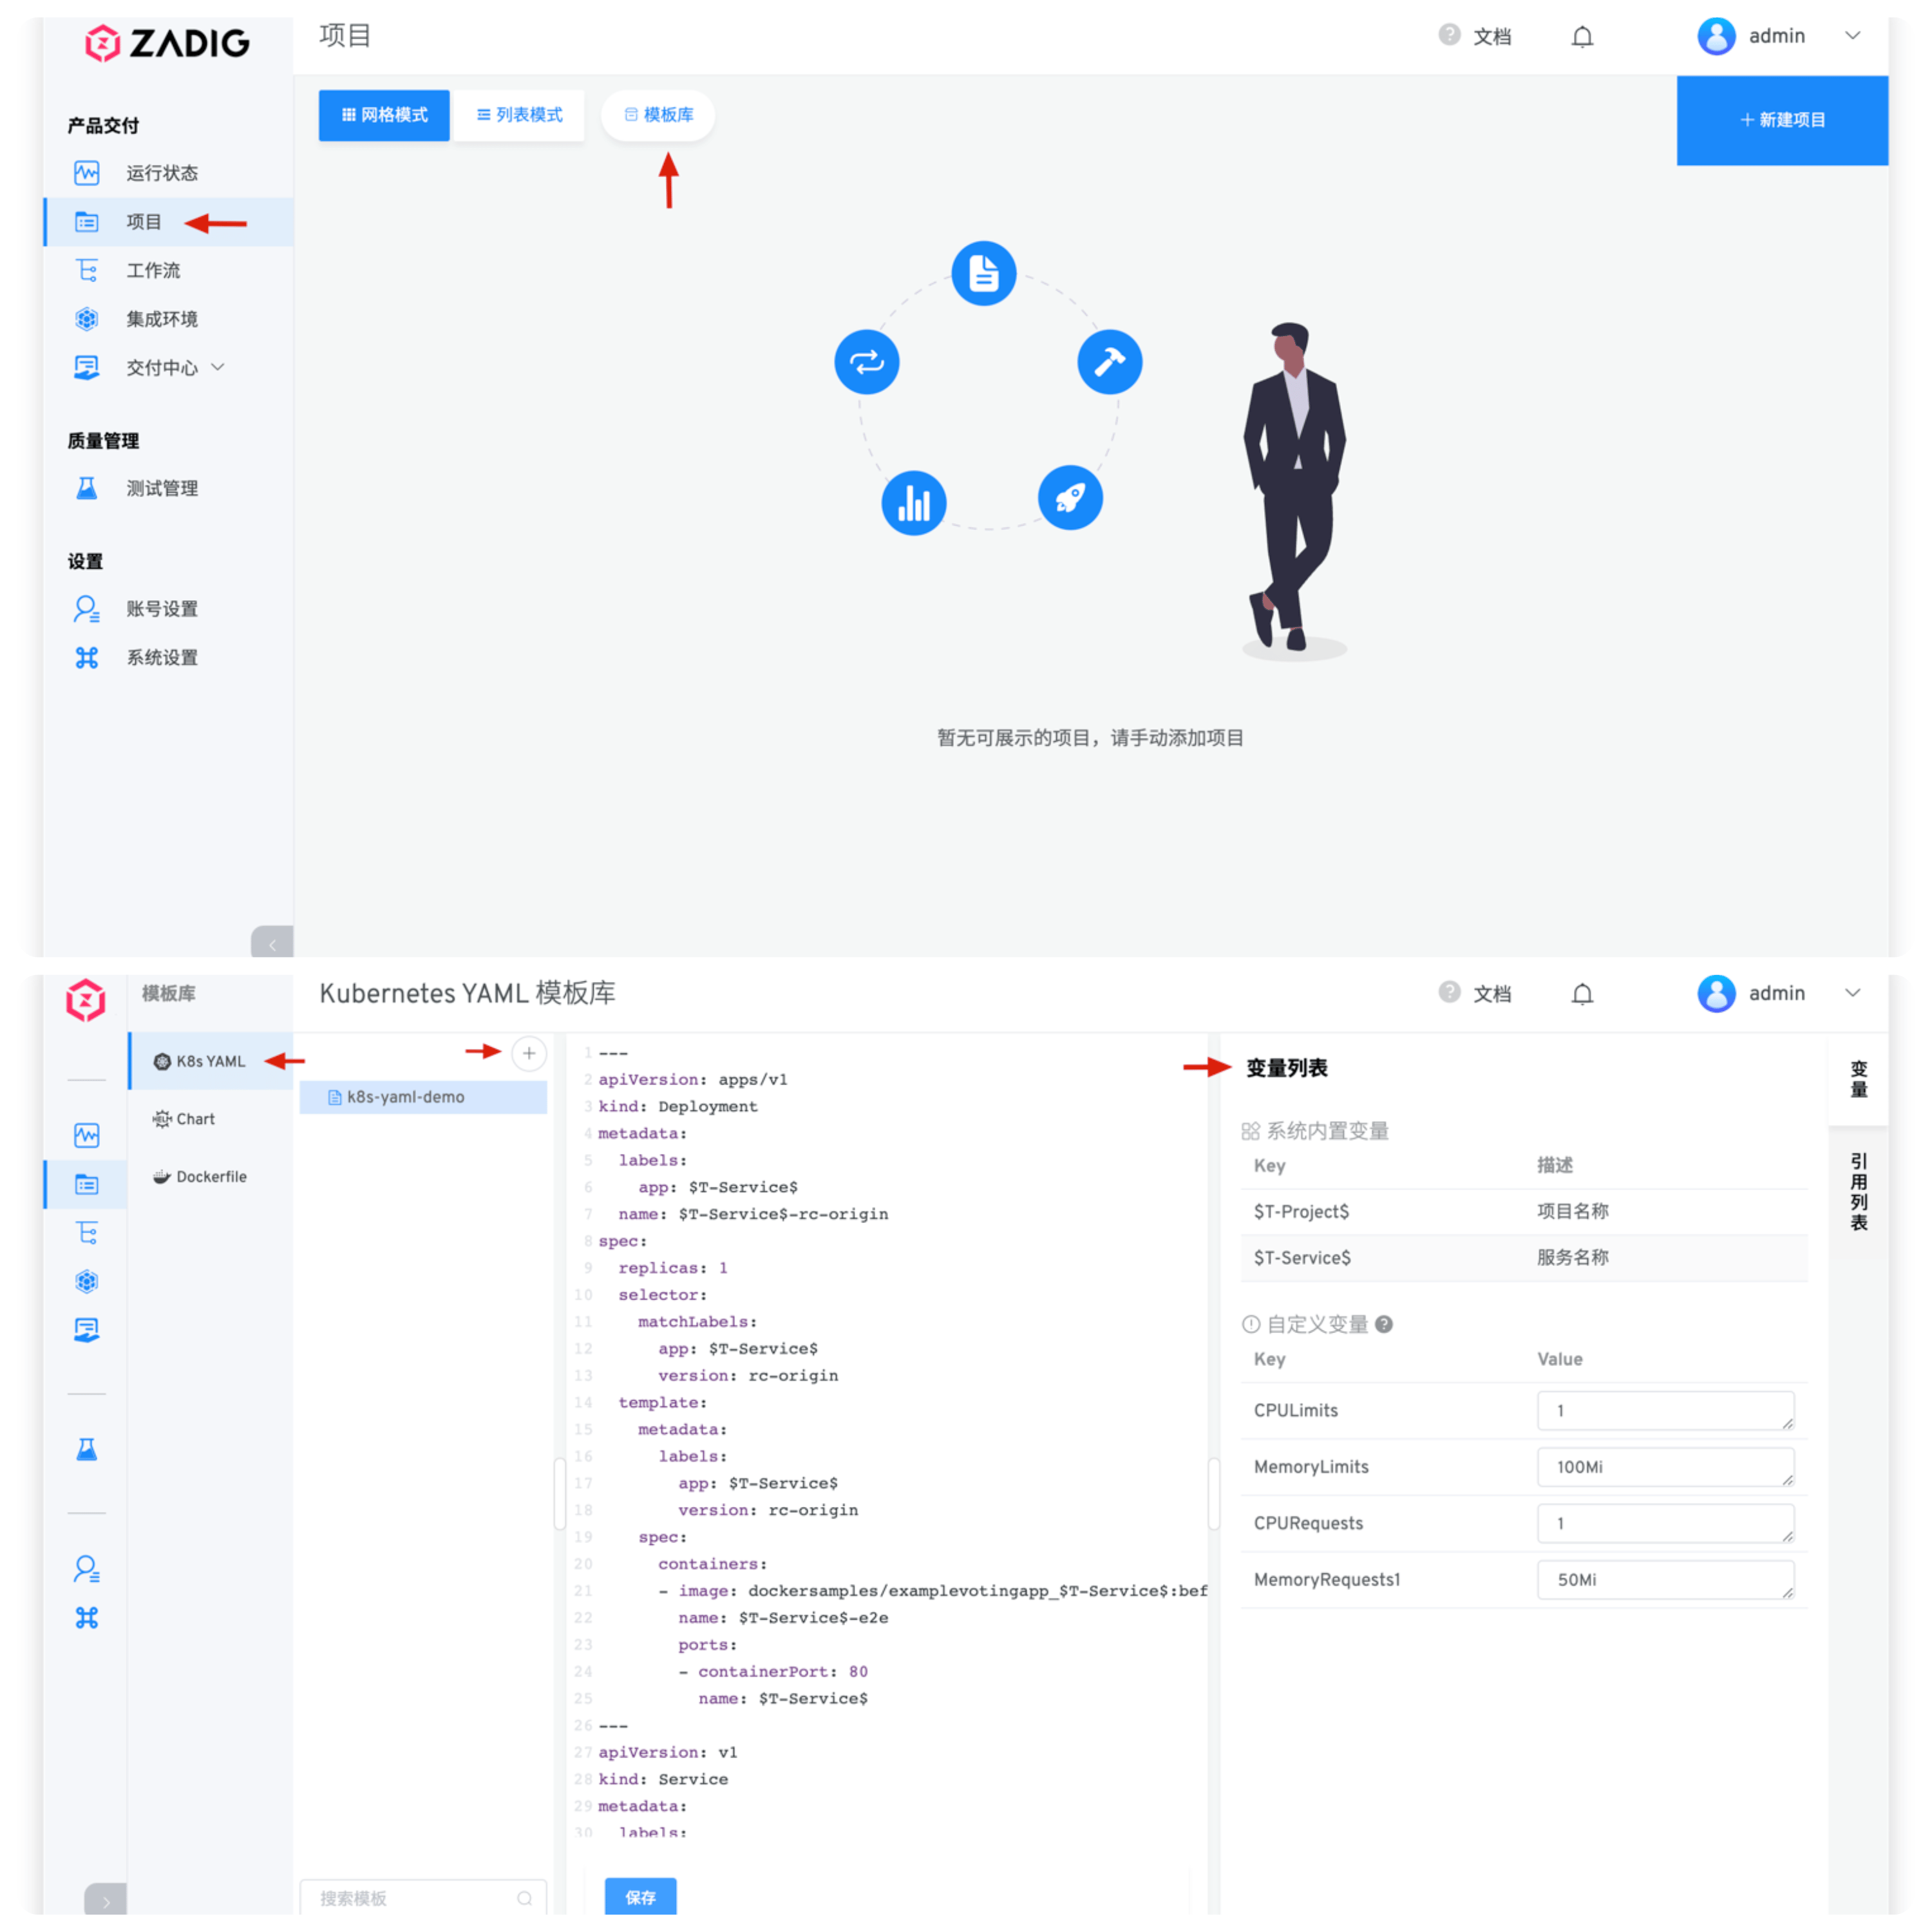 ZADIG
项目
文档
admin
产品交付
运行状态
项目
工作流
集成环境
交付中心
质量管理
测试管理
设置
账号设置
系统设置
网格模式
列表模式
模板库
+ 新建项目
暂无可展示的项目，请手动添加项目
模板库
Kubernetes YAML 模板库
文档
admin
K8s YAML
Chart
Dockerfile
k8s-yaml-demo
搜索模板
1 ---
2 apiVersion: apps/v1
3 kind: Deployment
4 metadata:
5 labels:
6 app: $T-Service$
7 name: $T-Service$-rc-origin
8 spec:
9 replicas: 1
10 selector:
11 matchLabels:
12 app: $T-Service$
13 version: rc-origin
14 template:
15 metadata:
16 labels:
17 app: $T-Service$
18 version: rc-origin
19 spec:
20 containers:
21 - image: dockersamples/examplevotingapp_$T-Service$:bef
22 name: $T-Service$-e2e
23 ports:
24 - containerPort: 80
25 name: $T-Service$
26 ---
27 apiVersion: v1
28 kind: Service
29 metadata:
30 labels:
保存
变量列表
系统内置变量
Key 描述
$T-Project$ 项目名称
$T-Service$ 服务名称
自定义变量
Key Value
CPULimits 1
MemoryLimits 100Mi
CPURequests 1
MemoryRequests1 50Mi
变量
引用列表